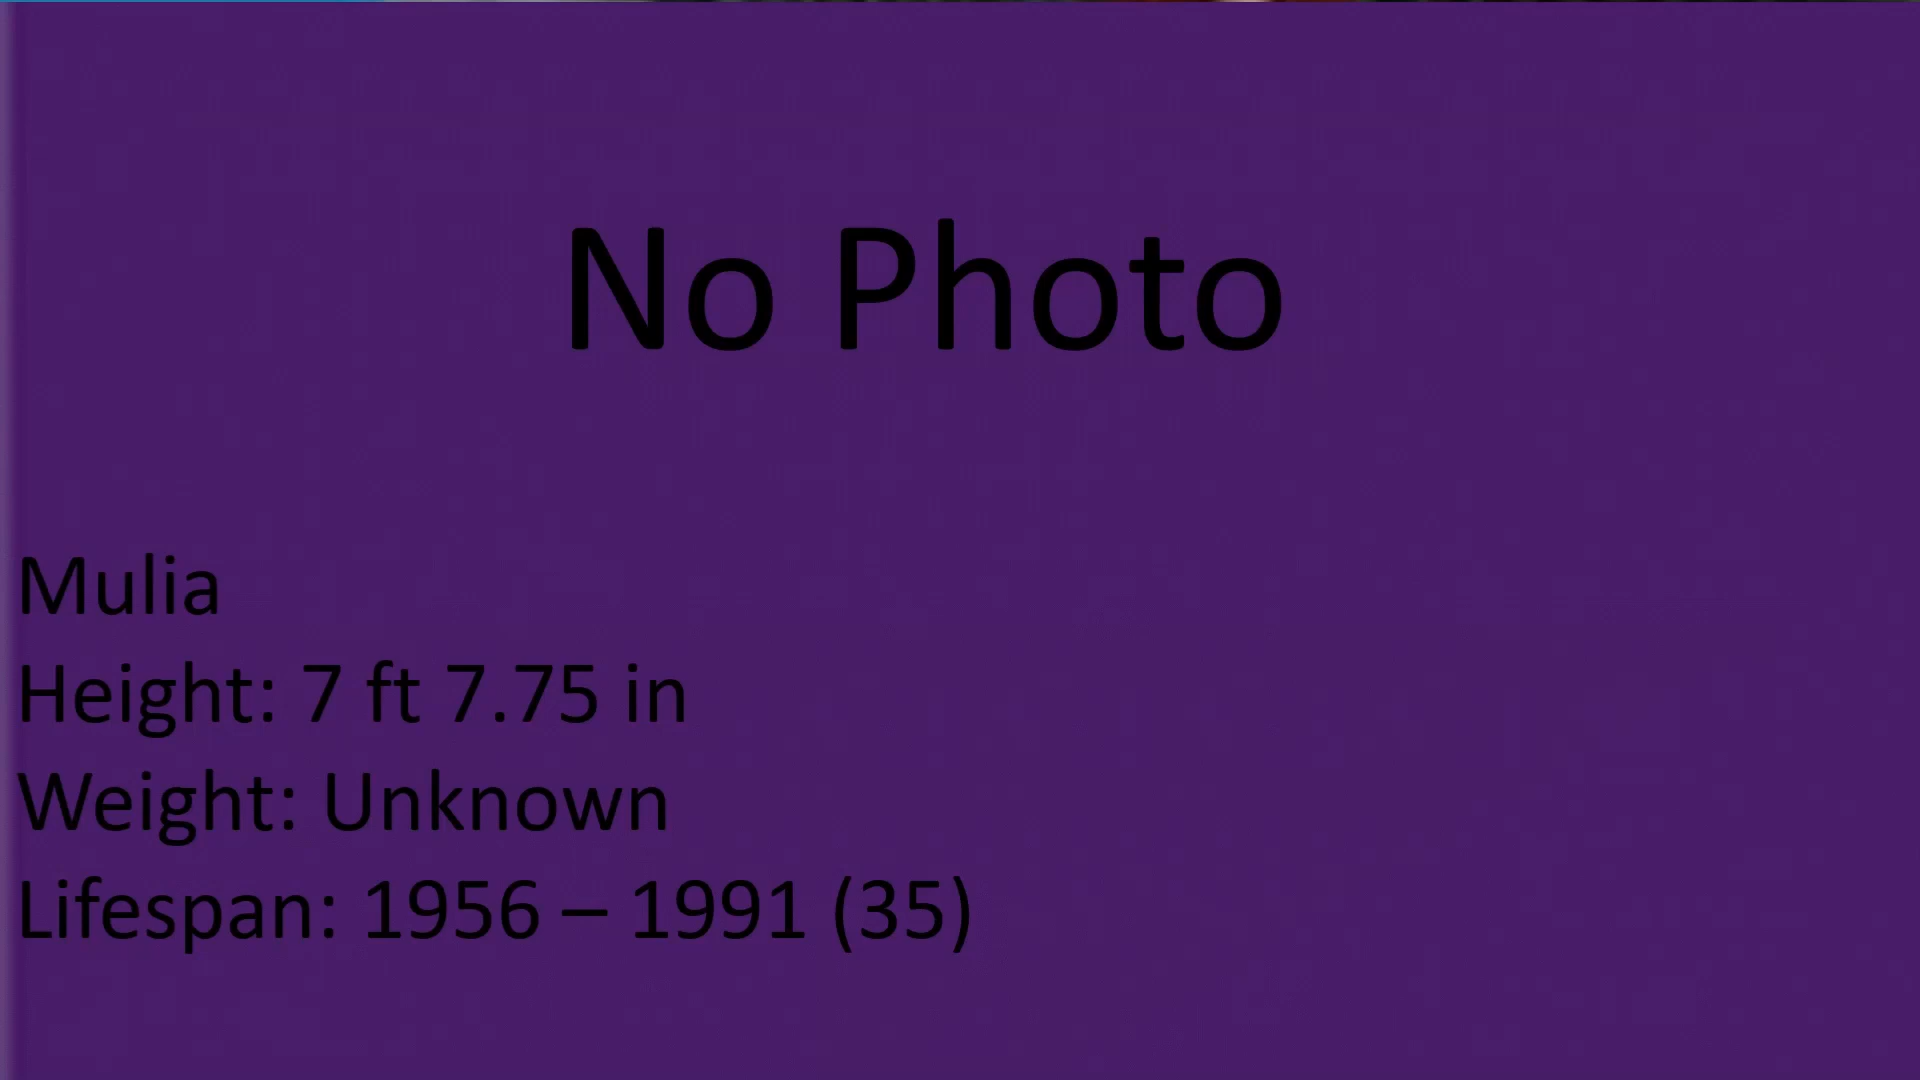 No Photo
Mulia
Height: 7 ft 7.75 in
Weight: Unknown
Lifespan: 1956 – 1991 (35)